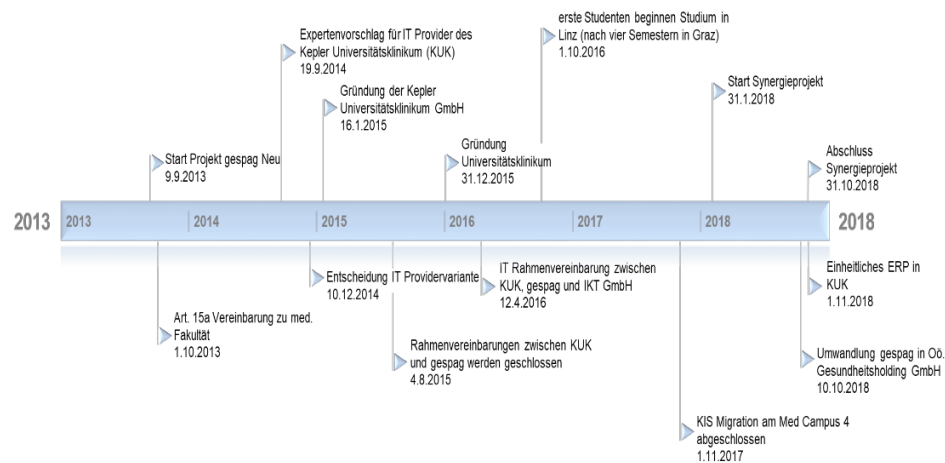 erste Studenten beginnen Studium in
Linz (nach vier Semestern in Graz)
1.10.2016
Expertenvorschlag für IT Provider des
Kepler Universitätsklinikum (KUK)
19.9.2014
Gründung der Kepler
Universitätsklinikum GmbH
16.1.2015
Start Synergieprojekt
31.1.2018
Start Projekt gespag Neu
9.9.2013
Gründung
Universitätsklinikum
31.12.2015
Abschluss
Synergieprojekt
31.10.2018
2013
2013
2014
2015
2016
2017
2018
2018
Entscheidung IT Providervariante
10.12.2014
IT Rahmenvereinbarung zwischen
KUK, gespag und IKT GmbH
12.4.2016
Einheitliches ERP in
KUK
1.11.2018
Art. 15a Vereinbarung zu med.
Fakultät
1.10.2013
Rahmenvereinbarungen zwischen KUK
und gespag werden geschlossen
4.8.2015
Umwandlung gespag in Oö.
Gesundheitsholding GmbH
10.10.2018
KIS Migration am Med Campus 4
abgeschlossen
1.11.2017